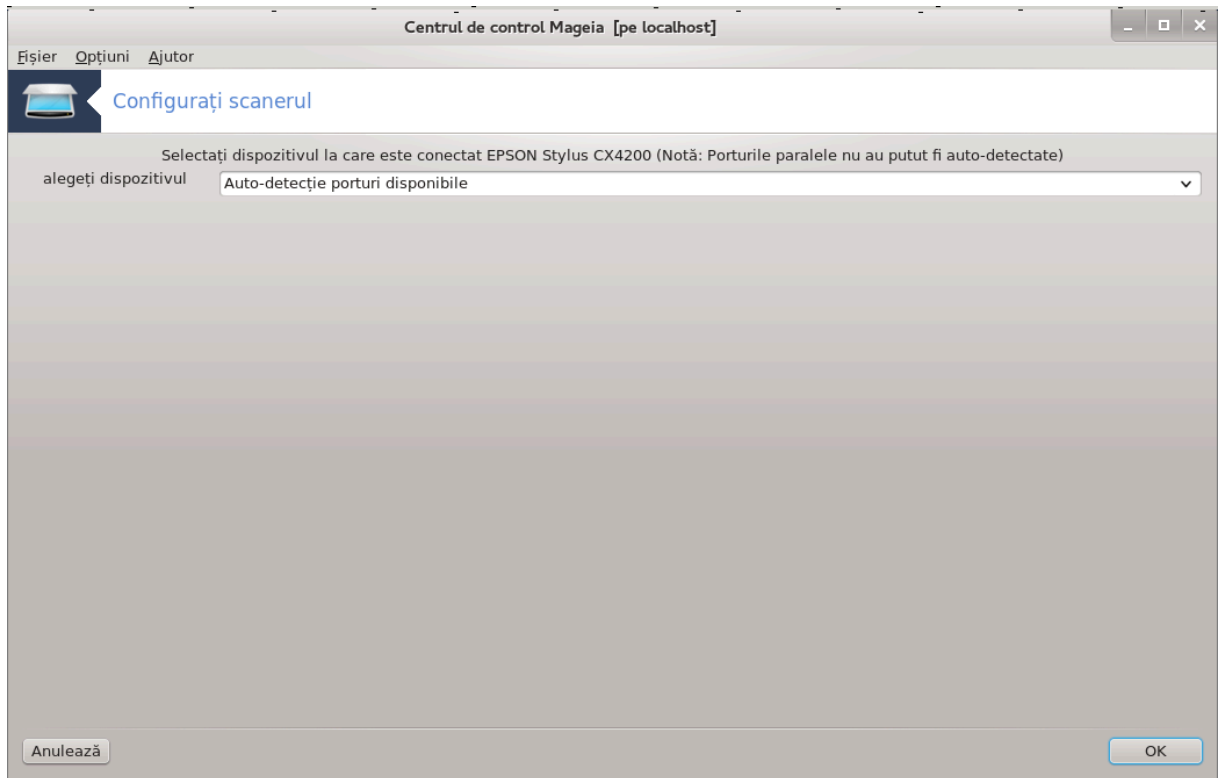 Centrul de control Mageia [pe localhost]
Fișier Opțiuni Ajutor
Configurați scanerul
Selectați dispozitivul la care este conectat EPSON Stylus CX4200 (Notă: Porturile paralele nu au putut fi auto-detectate)
alegeți dispozitivul Auto-detecție porturi disponibile
Anulează OK